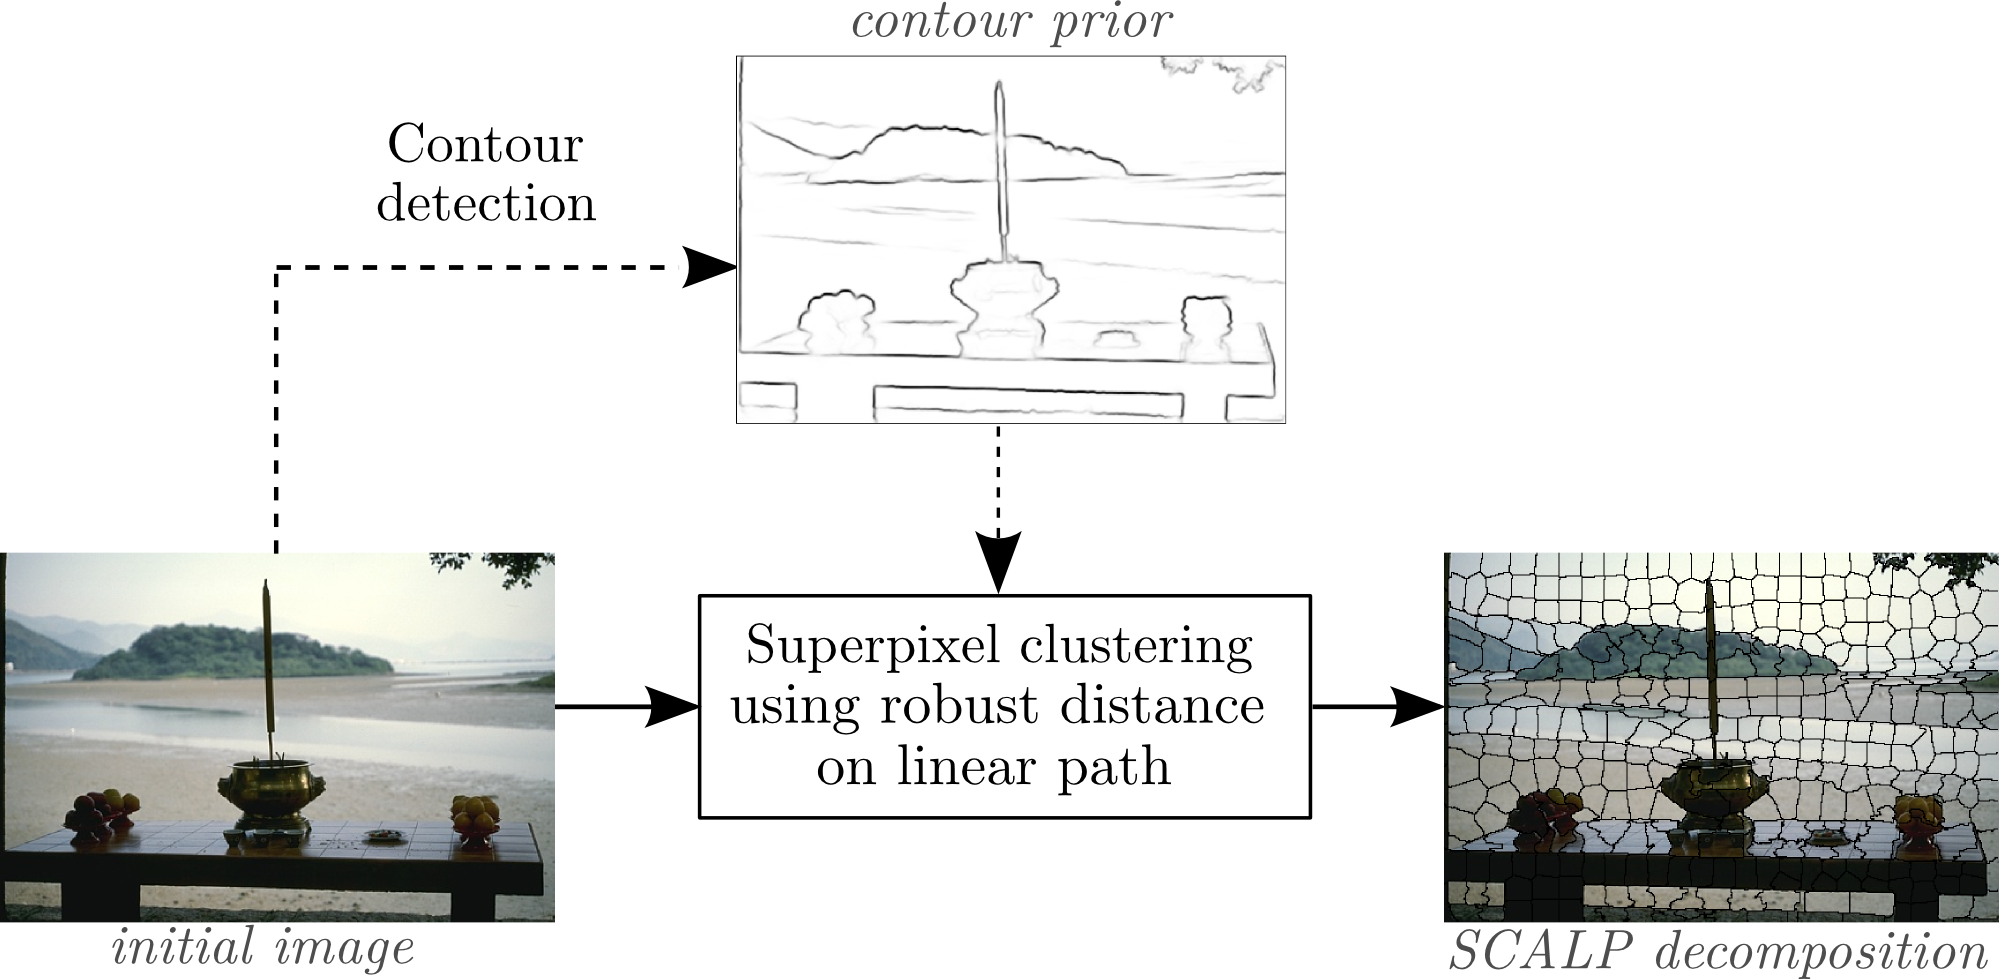 contour prior
Contour
detection
Superpixel clustering
using robust distance
on linear path
initial image
SCALP decomposition